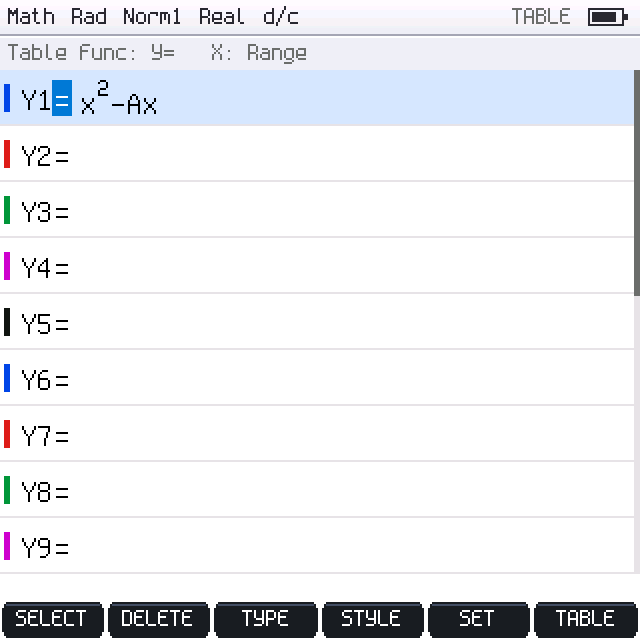 Math Rad Norm1 Real d/c TABLE
Table Func: Y= X: Range
Y1= x²-Ax
Y2=
Y3=
Y4=
Y5=
Y6=
Y7=
Y8=
Y9=
SELECT DELETE TYPE STYLE SET TABLE